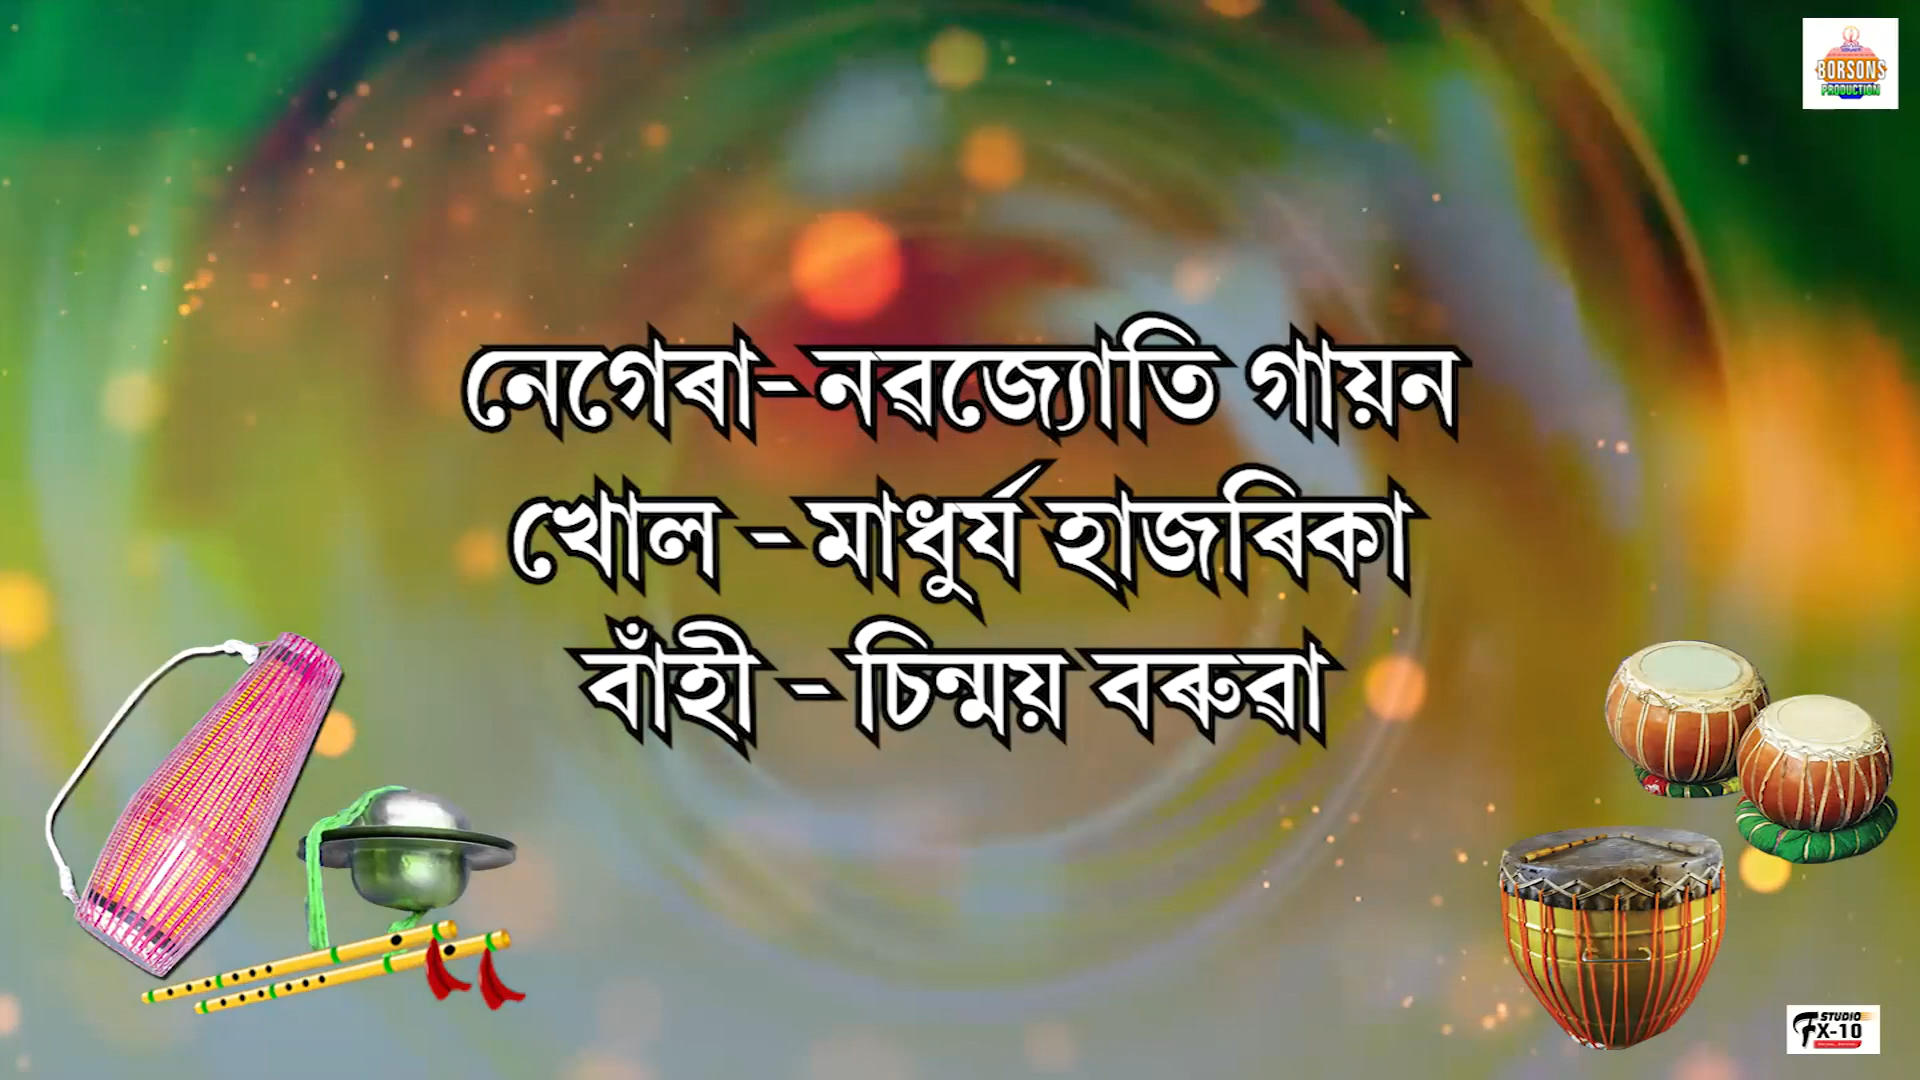 BORSONS
PRODUCTION
নেগেৰা- নৱজ্যোতি গায়ন
খোল - মাধুৰ্য হাজৰিকা
বাঁহী - চিন্ময় বৰুৱা
STUDIO
FX-10